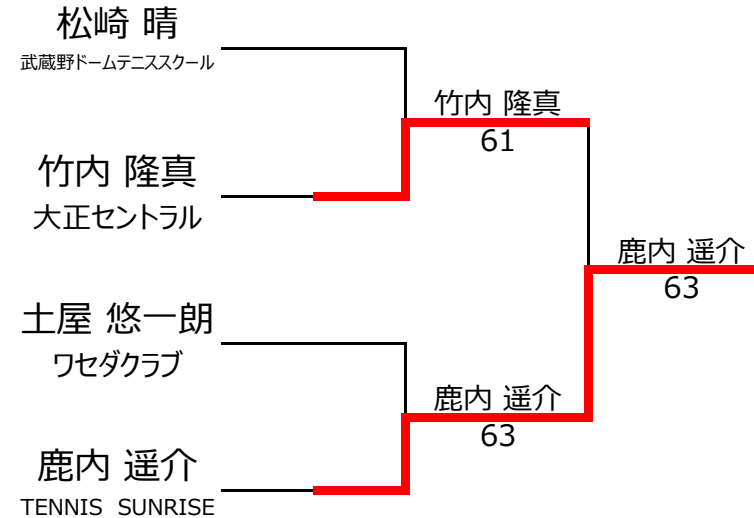 松崎 晴
武蔵野ドームテニススクール
竹内 隆真
61
竹内 隆真
大正セントラル
鹿内 遥介
63
土屋 悠一朗
ワセダクラブ
鹿内 遥介
63
鹿内 遥介
TENNIS SUNRISE